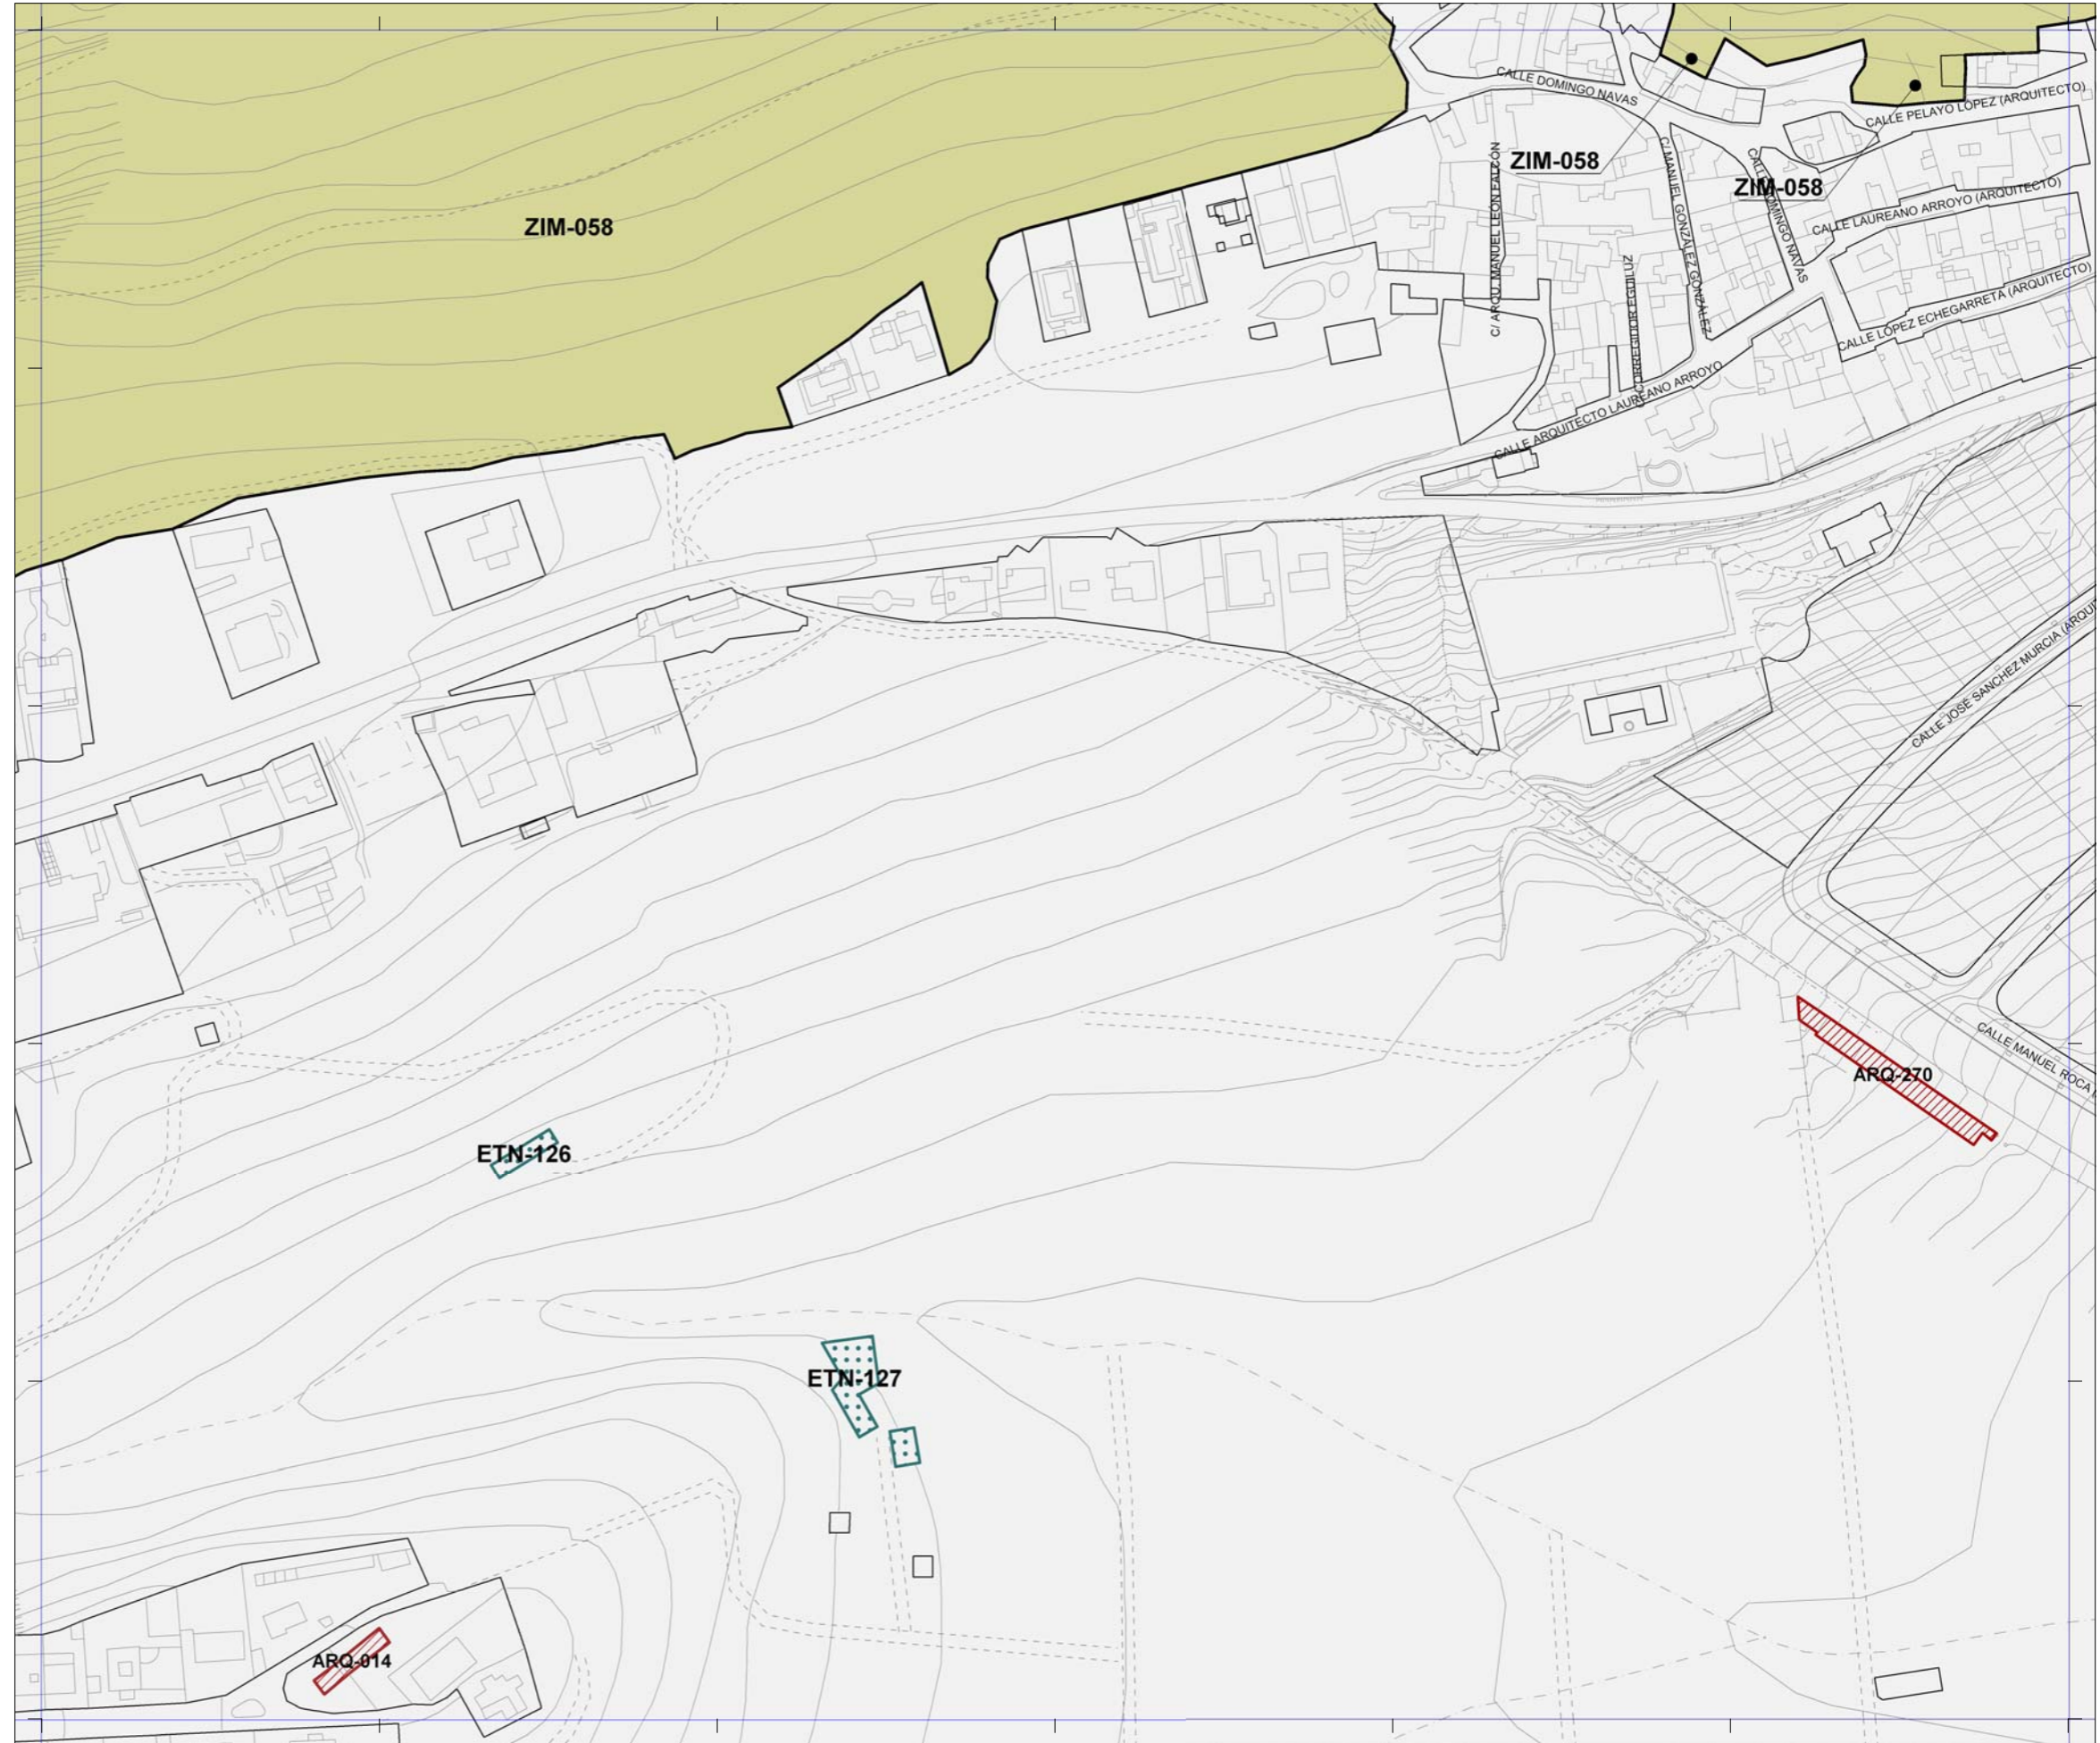 CALLE DOMINGO NAVAS
CALLE PELAYO LÓPEZ (ARQUITECTO)
ZIM-058
ZIM-058
CALLE DOMINGO NAVAS
CALLE LAUREANO ARROYO (ARQUITECTO)
ZIM-058
C/ ARQU. MANUEL LEÓN FALCÓN
C/ MANUEL GONZÁLEZ GONZÁLEZ
C/ CORREGIDOR EGUILUZ
CALLE LÓPEZ ECHEGARRETA (ARQUITECTO)
CALLE ARQUITECTO LAUREANO ARROYO
CALLE JOSÉ SÁNCHEZ MURCIA (ARQUI
CALLE MANUEL ROCA
ARQ-270
ETN-126
ETN-127
ARQ-014